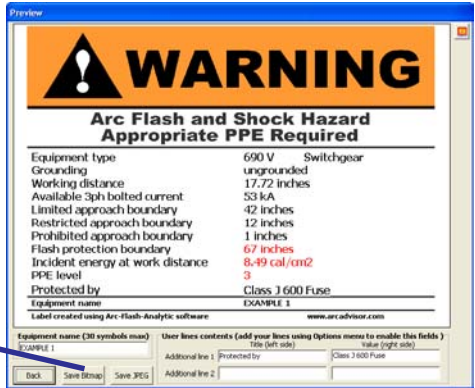 Preview
WARNING
Arc Flash and Shock Hazard
Appropriate PPE Required
Equipment type 690 V Switchgear
Grounding ungrounded
Working distance 17.72 inches
Available 3ph bolted current 53 kA
Limited approach boundary 42 inches
Restricted approach boundary 12 inches
Prohibited approach boundary 1 inches
Flash protection boundary 67 inches
Incident energy at work distance 8.49 cal/cm2
PPE level 3
Protected by Class J 600 Fuse
Equipment name EXAMPLE 1
Label created using Arc-Flash-Analytic software www.arcadvisor.com
Equipment name (30 symbols max) User lines contents (add your lines using Options menu to enable this fields )
Title (left side) Value (right side)
EXAMPLE 1 Additional line 1 Protected by Class J 600 Fuse
Back Save Bitmap Save JPEG Additional line 2